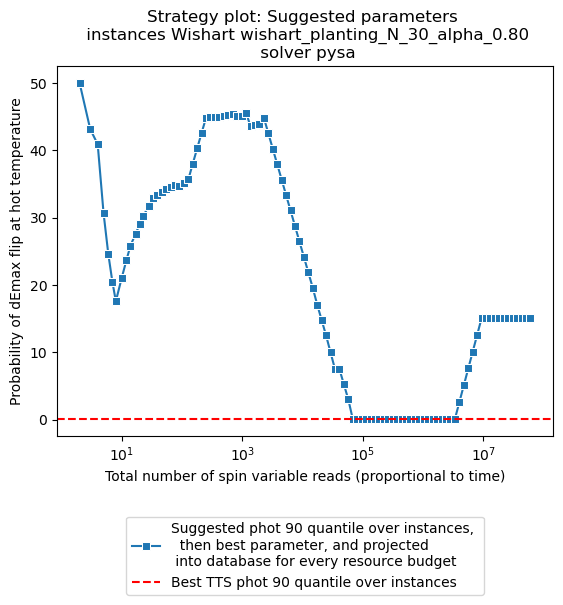 Strategy plot: Suggested parameters
instances Wishart wishart_planting_N_30_alpha_0.80
solver pysa
Probability of dEmax flip at hot temperature
50
40
30
20
10
0
10^1
10^3
10^5
10^7
Total number of spin variable reads (proportional to time)
Suggested phot 90 quantile over instances,
then best parameter, and projected
into database for every resource budget
Best TTS phot 90 quantile over instances